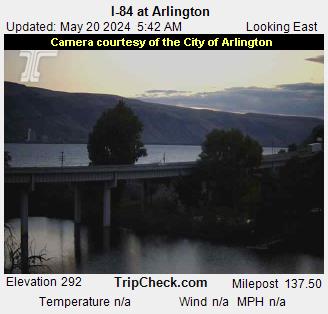 I-84 at Arlington
Updated: May 20 2024 5:42 AM Looking East
Camera courtesy of the City of Arlington
Elevation 292 TripCheck.com Milepost 137.50
Temperature n/a Wind n/a MPH n/a